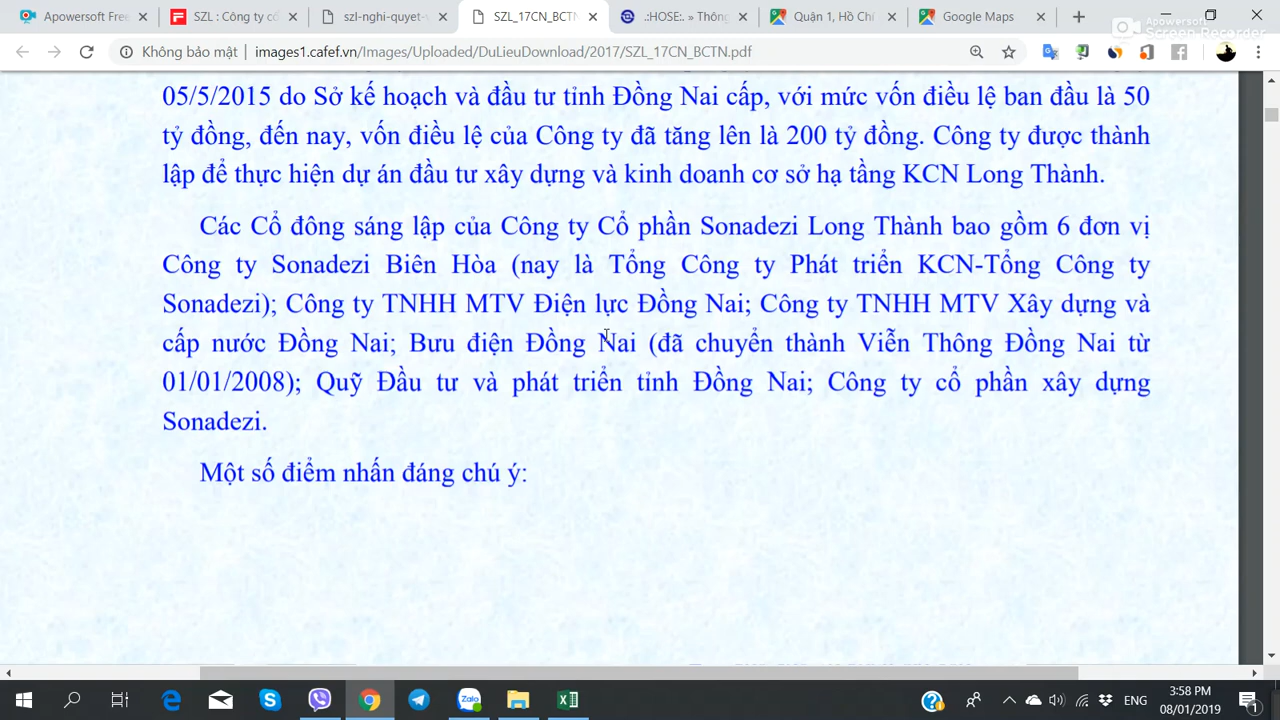 Apowersoft Free
SZL : Công ty cổ
szl-nghi-quyet-v
SZL_17CN_BCTN
.:HOSE:. » Thông
Quận 1, Hồ Chí
Google Maps
Apowersoft
Screen Recorder
Không bảo mật
images1.cafef.vn/Images/Uploaded/DuLieuDownload/2017/SZL_17CN_BCTN.pdf
05/5/2015 do Sở kế hoạch và đầu tư tỉnh Đồng Nai cấp, với mức vốn điều lệ ban đầu là 50
tỷ đồng, đến nay, vốn điều lệ của Công ty đã tăng lên là 200 tỷ đồng. Công ty được thành
lập để thực hiện dự án đầu tư xây dựng và kinh doanh cơ sở hạ tầng KCN Long Thành.
Các Cổ đông sáng lập của Công ty Cổ phần Sonadezi Long Thành bao gồm 6 đơn vị
Công ty Sonadezi Biên Hòa (nay là Tổng Công ty Phát triển KCN-Tổng Công ty
Sonadezi); Công ty TNHH MTV Điện lực Đồng Nai; Công ty TNHH MTV Xây dựng và
cấp nước Đồng Nai; Bưu điện Đồng Nai (đã chuyển thành Viễn Thông Đồng Nai từ
01/01/2008); Quỹ Đầu tư và phát triển tỉnh Đồng Nai; Công ty cổ phần xây dựng
Sonadezi.
Một số điểm nhấn đáng chú ý:
Zalo
ENG
3:58 PM
08/01/2019
1